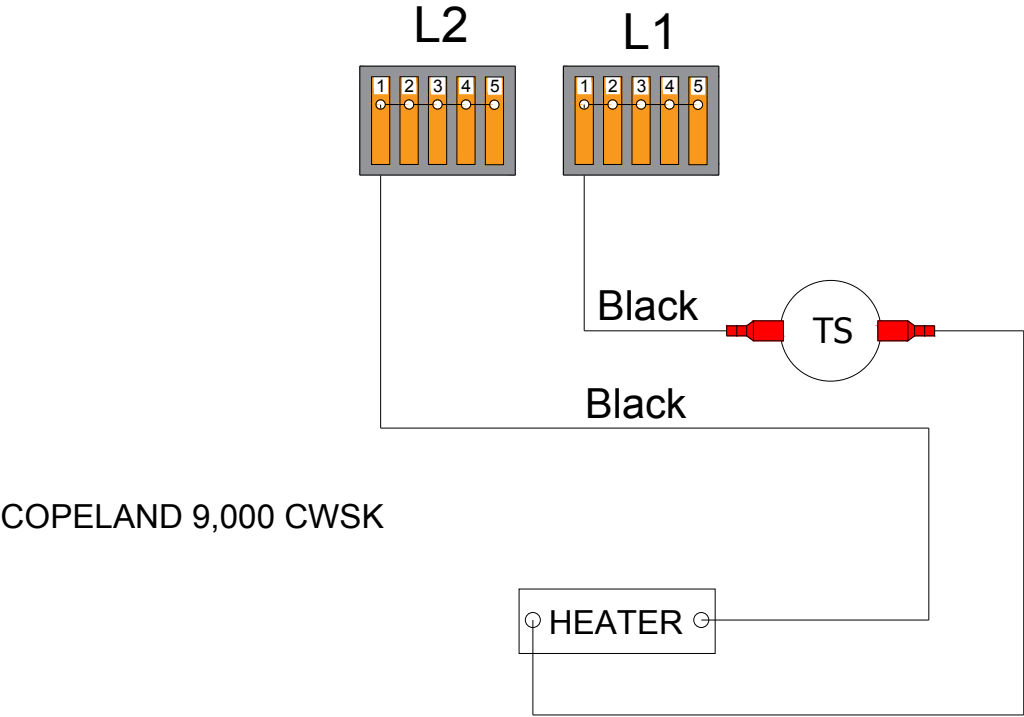 L2
L1
1 2 3 4 5
1 2 3 4 5
Black
TS
Black
COPELAND 9,000 CWSK
HEATER